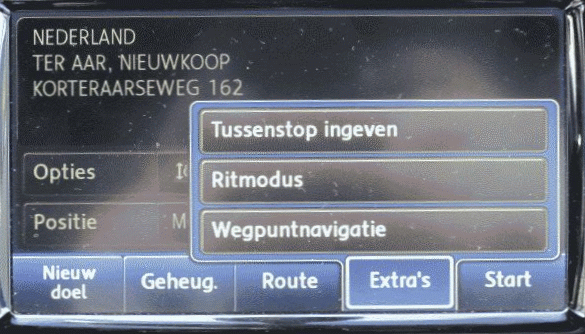 NEDERLAND
TER AAR, NIEUWKOOP
KORTERAARSEWEG 162
Tussenstop ingeven
Opties
Ritmodus
Positie
Wegpuntnavigatie
Nieuw
doel
Geheug.
Route
Extra's
Start